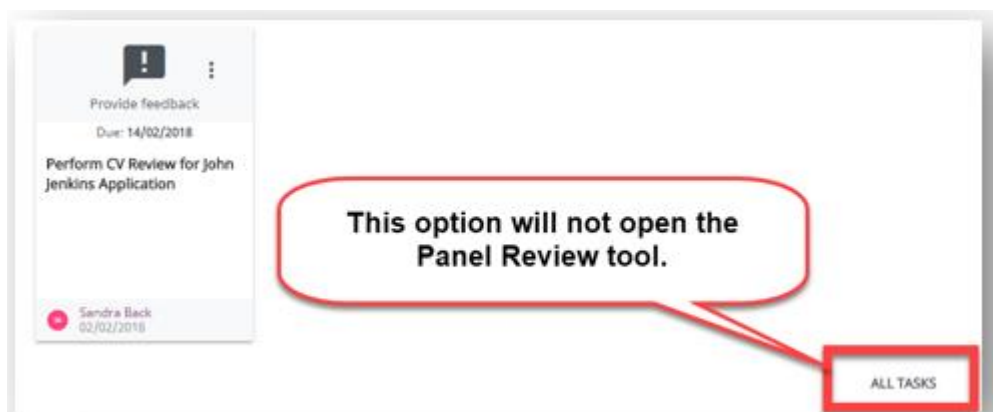 Provide feedback
Due: 14/02/2018
Perform CV Review for John
Jenkins Application
This option will not open the
Panel Review tool.
Sandra Back
02/02/2018
ALL TASKS